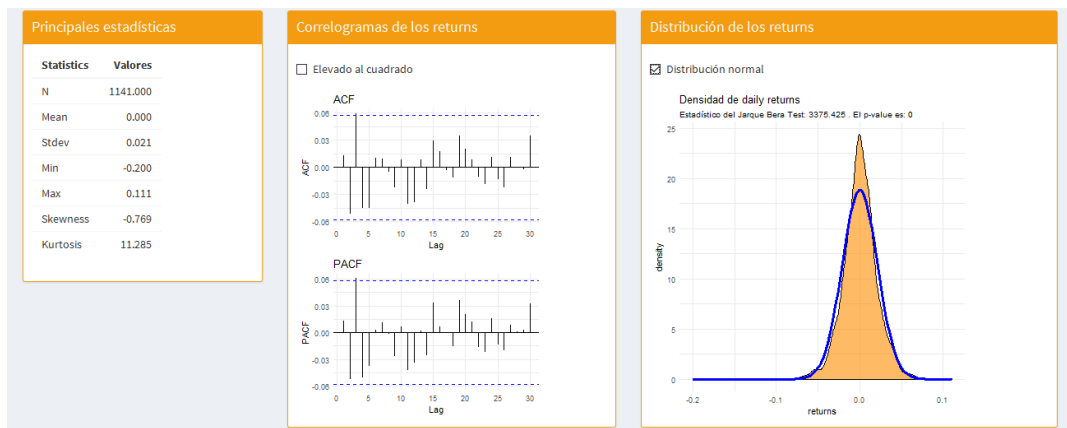 Principales estadísticas
Statistics Valores
N 1141.000
Mean 0.000
Stdev 0.021
Min -0.200
Max 0.111
Skewness -0.769
Kurtosis 11.285
Correlogramas de los returns
Elevado al cuadrado
ACF
0.06
0.03
0.00
-0.03
-0.06
ACF
0 5 10 15 20 25 30
Lag
PACF
0.06
0.03
0.00
-0.03
-0.06
PACF
0 5 10 15 20 25 30
Lag
Distribución de los returns
Distribución normal
Densidad de daily returns
Estadístico del Jarque Bera Test: 3375.425 . El p-value es: 0
25
20
15
10
5
0
density
-0.2 -0.1 0.0 0.1
returns